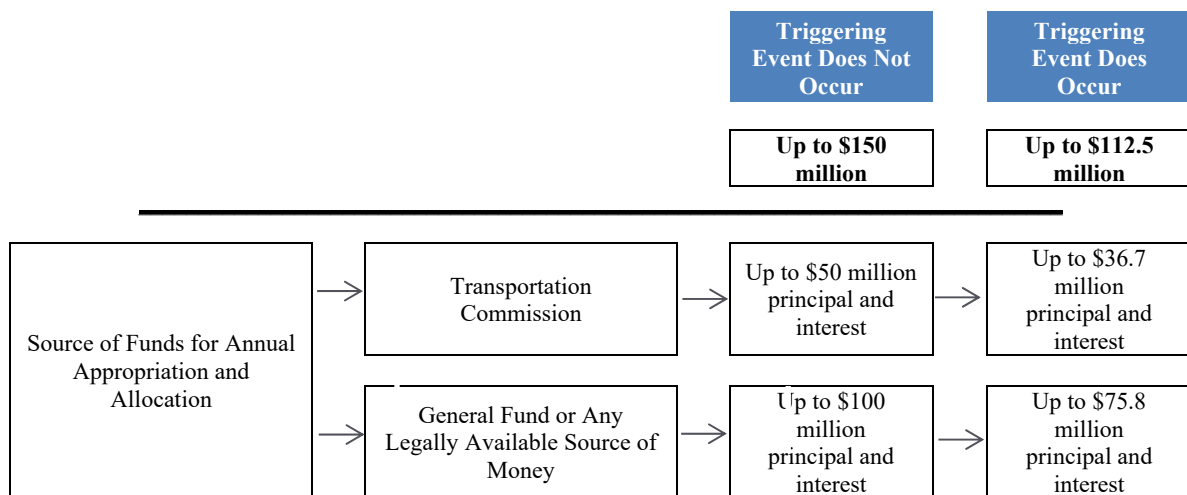 Triggering
Event Does Not
Occur
Triggering
Event Does
Occur
Up to $150
million
Up to $112.5
million
Source of Funds for Annual
Appropriation and
Allocation
Transportation
Commission
Up to $50 million
principal and
interest
Up to $36.7
million
principal and
interest
General Fund or Any
Legally Available Source of
Money
Up to $100
million
principal and
interest
Up to $75.8
million
principal and
interest